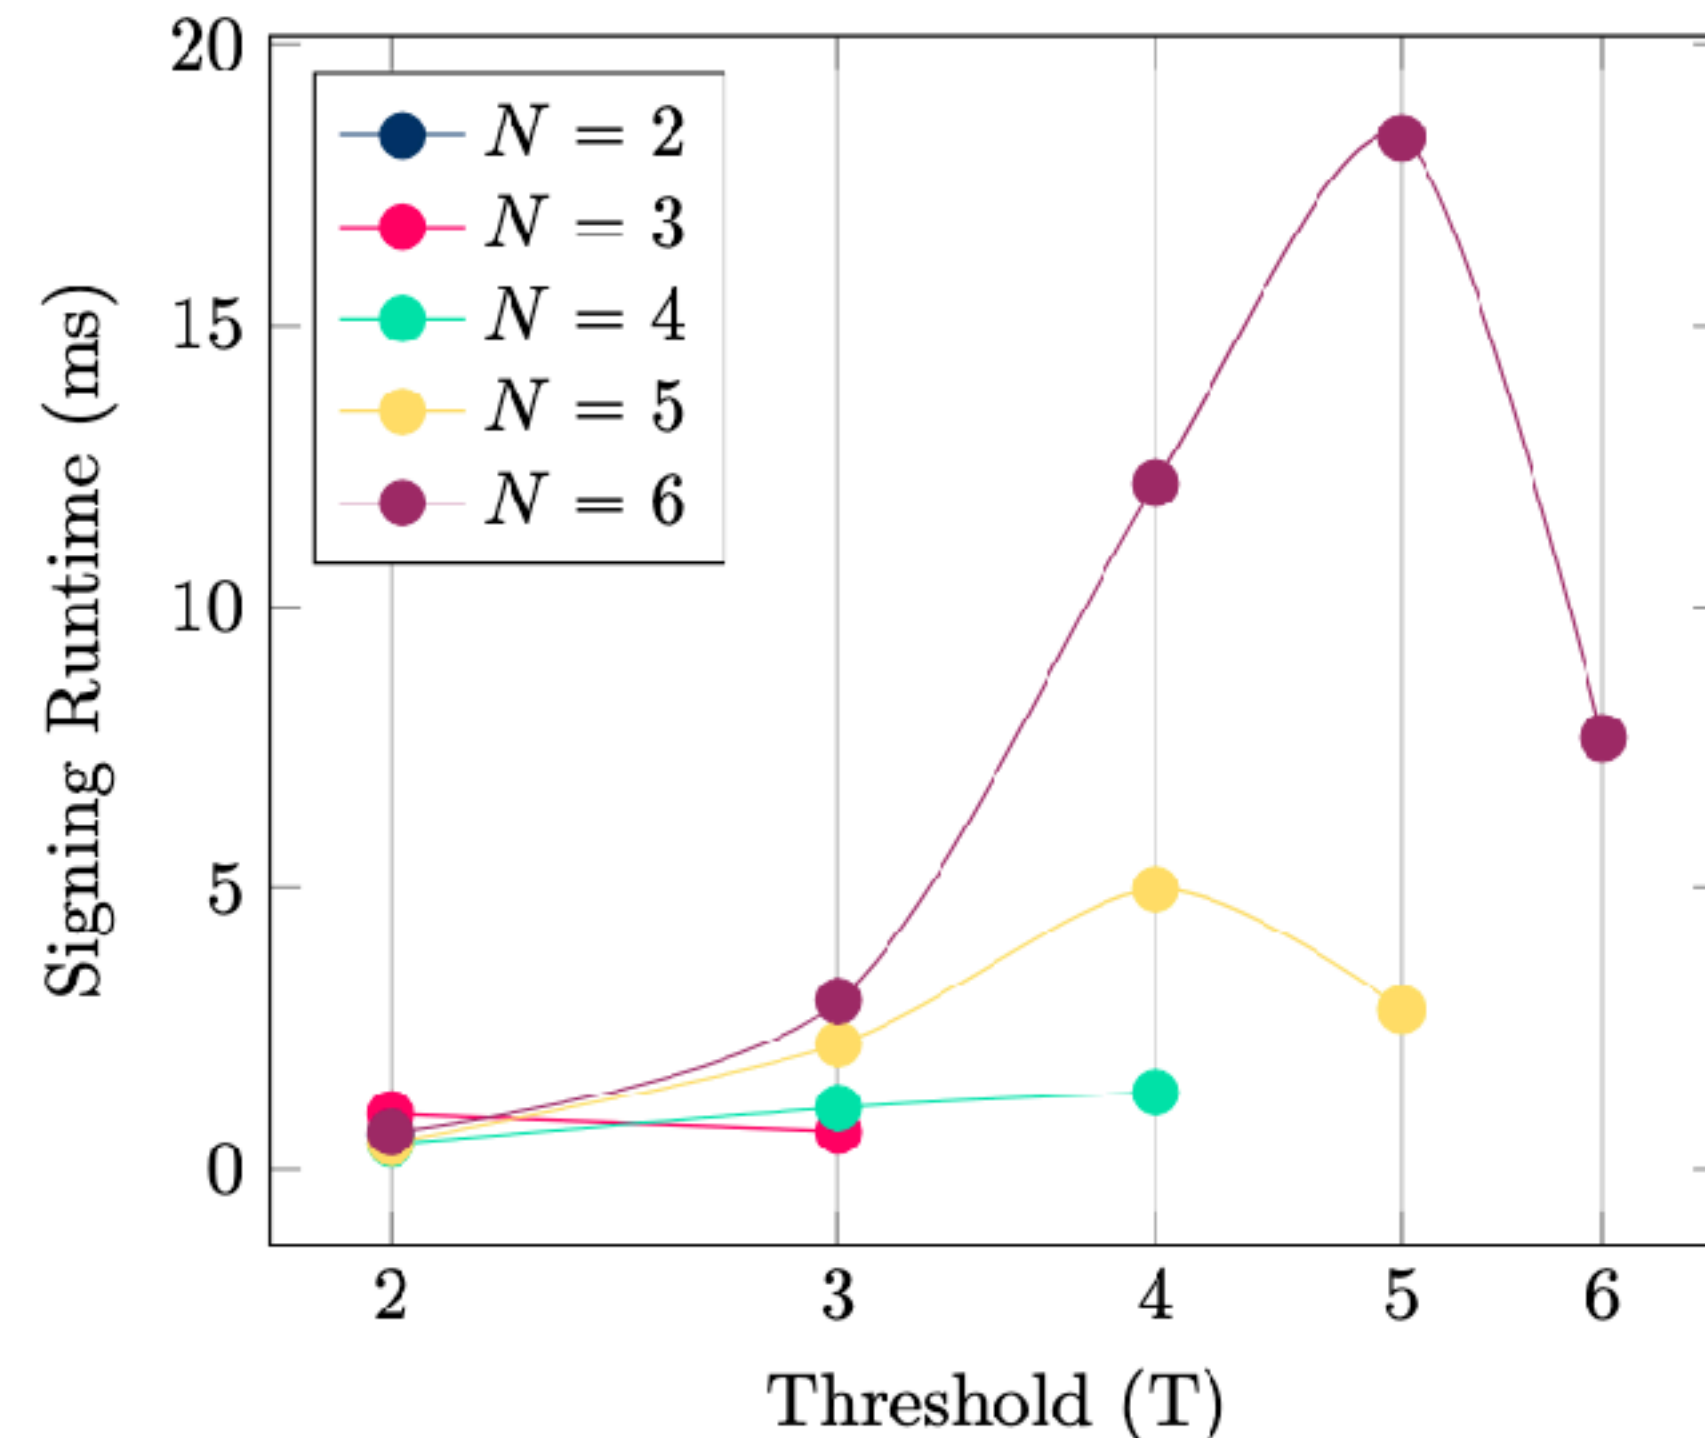 20
15
10
5
0
Signing Runtime (ms)
N = 2
N = 3
N = 4
N = 5
N = 6
2 3 4 5 6
Threshold (T)